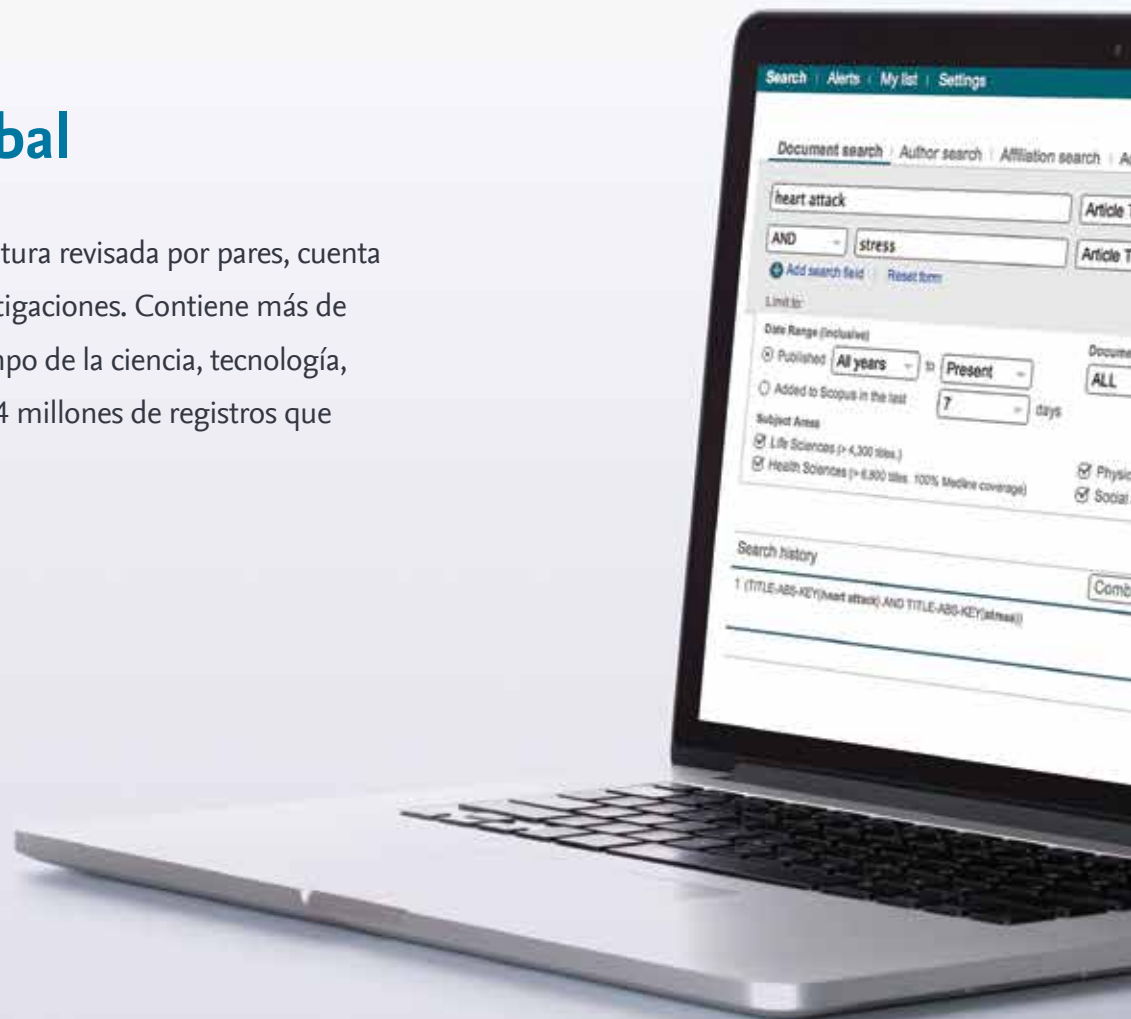 bal
tura revisada por pares, cuenta
tigaciones. Contiene más de
mpo de la ciencia, tecnología,
4 millones de registros que
Search | Alerts | My list | Settings
Document search | Author search | Affiliation search | A
heart attack
Article T
AND
stress
Article T
Add search field | Reset form
Limit to:
Date Range (inclusive)
Published All years to Present
Added to Scopus in the last 7 days
Docume
ALL
Subject Areas
Life Sciences (> 4,300 titles.)
Health Sciences (> 6,800 titles. 100% Medline coverage)
Physic
Social
Search history
Comb
1 (TITLE-ABS-KEY(heart attack) AND TITLE-ABS-KEY(stress))